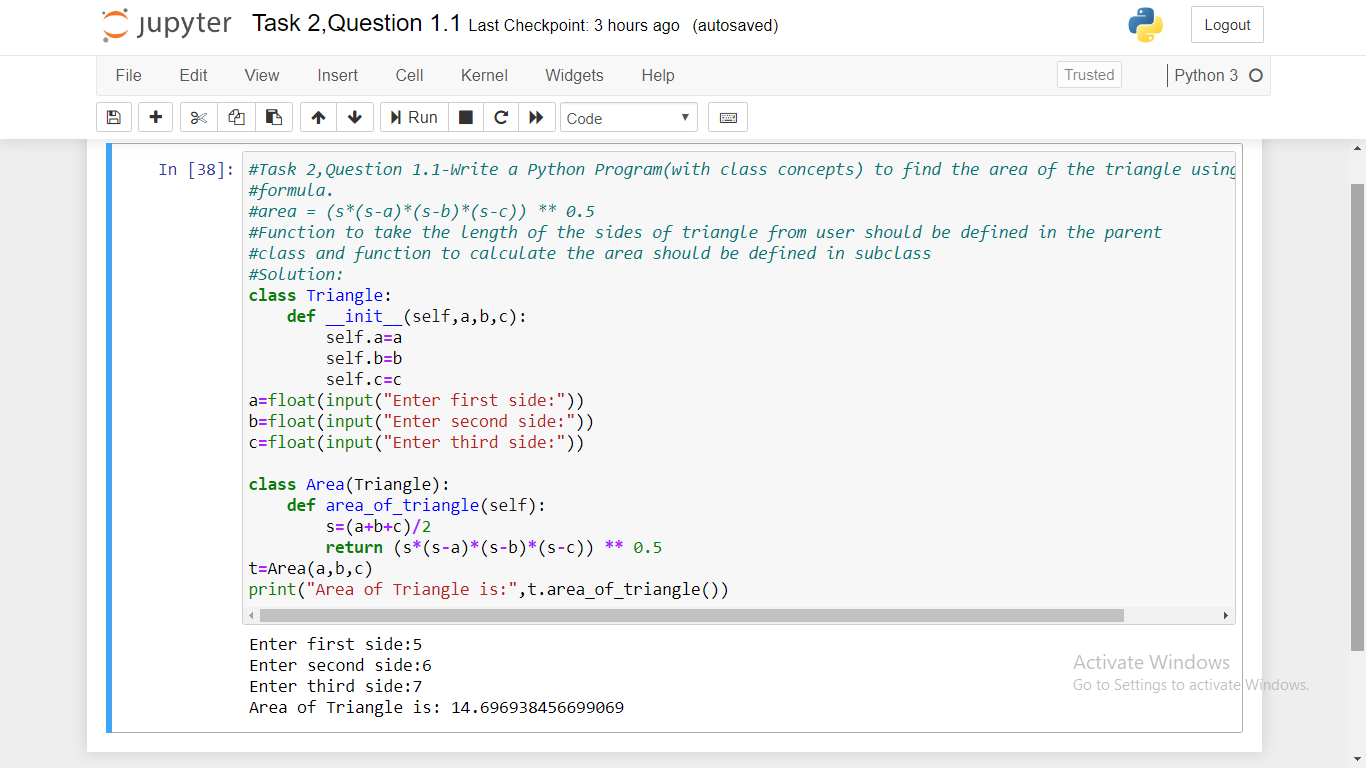 jupyter Task 2,Question 1.1 Last Checkpoint: 3 hours ago (autosaved) Logout
File Edit View Insert Cell Kernel Widgets Help Trusted Python 3
Run Code
In [38]: #Task 2,Question 1.1-Write a Python Program(with class concepts) to find the area of the triangle using
#formula.
#area = (s*(s-a)*(s-b)*(s-c)) ** 0.5
#Function to take the length of the sides of triangle from user should be defined in the parent
#class and function to calculate the area should be defined in subclass
#Solution:
class Triangle:
    def __init__(self,a,b,c):
        self.a=a
        self.b=b
        self.c=c
a=float(input("Enter first side:"))
b=float(input("Enter second side:"))
c=float(input("Enter third side:"))

class Area(Triangle):
    def area_of_triangle(self):
        s=(a+b+c)/2
        return (s*(s-a)*(s-b)*(s-c)) ** 0.5
t=Area(a,b,c)
print("Area of Triangle is:",t.area_of_triangle())
Enter first side:5
Enter second side:6
Enter third side:7
Area of Triangle is: 14.696938456699069
Activate Windows
Go to Settings to activate Windows.